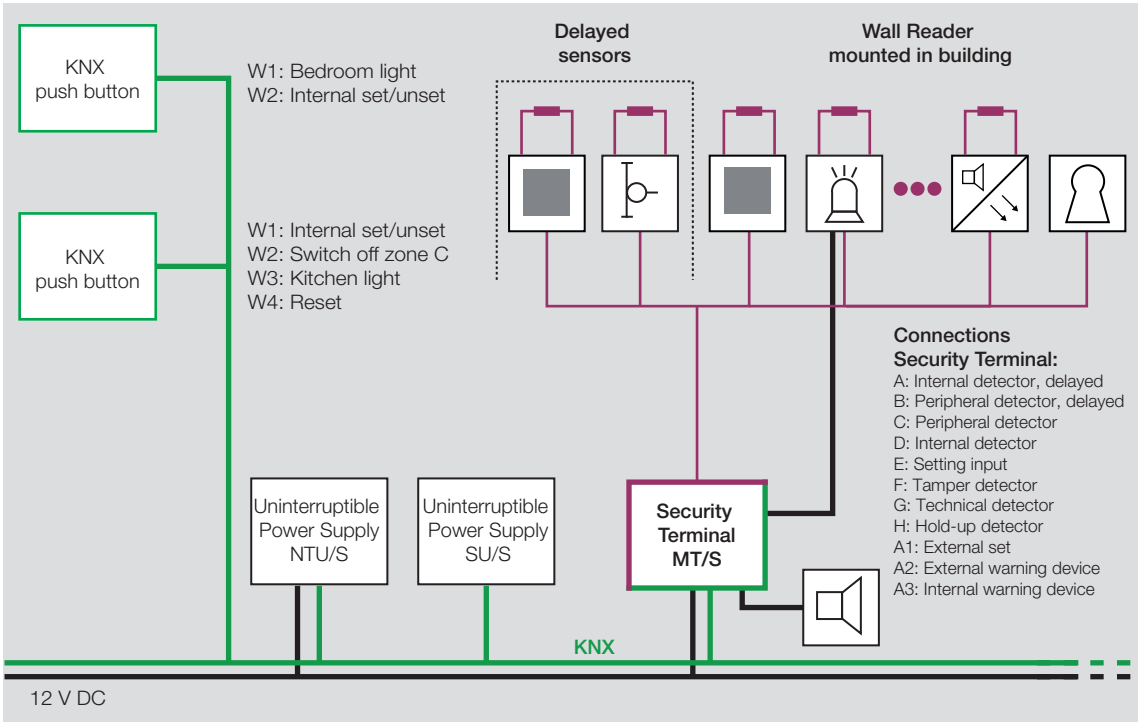 KNX
push button
W1: Bedroom light
W2: Internal set/unset
Delayed
sensors
Wall Reader
mounted in building
KNX
push button
W1: Internal set/unset
W2: Switch off zone C
W3: Kitchen light
W4: Reset
Connections
Security Terminal:
A: Internal detector, delayed
B: Peripheral detector, delayed
C: Peripheral detector
D: Internal detector
E: Setting input
F: Tamper detector
G: Technical detector
H: Hold-up detector
A1: External set
A2: External warning device
A3: Internal warning device
Uninterruptible
Power Supply
NTU/S
Uninterruptible
Power Supply
SU/S
Security
Terminal
MT/S
KNX
12 V DC